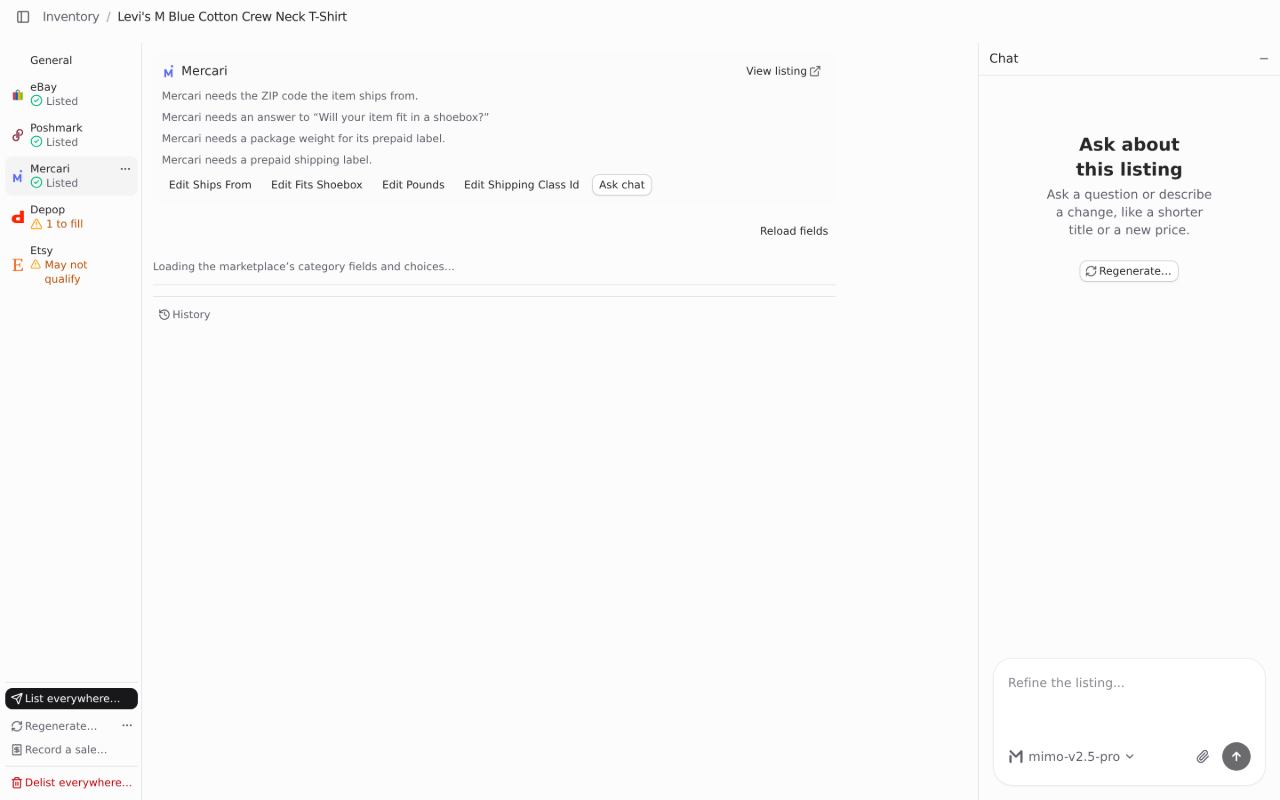 Inventory / Levi's M Blue Cotton Crew Neck T-Shirt
General
eBay
Listed
Poshmark
Listed
Mercari
Listed
Depop
1 to fill
Etsy
May not
qualify
List everywhere...
Regenerate...
Record a sale...
Delist everywhere...
Mercari
View listing
Mercari needs the ZIP code the item ships from.
Mercari needs an answer to “Will your item fit in a shoebox?”
Mercari needs a package weight for its prepaid label.
Mercari needs a prepaid shipping label.
Edit Ships From Edit Fits Shoebox Edit Pounds Edit Shipping Class Id Ask chat
Reload fields
Loading the marketplace’s category fields and choices...
History
Chat
Ask about
this listing
Ask a question or describe
a change, like a shorter
title or a new price.
Regenerate...
Refine the listing...
mimo-v2.5-pro